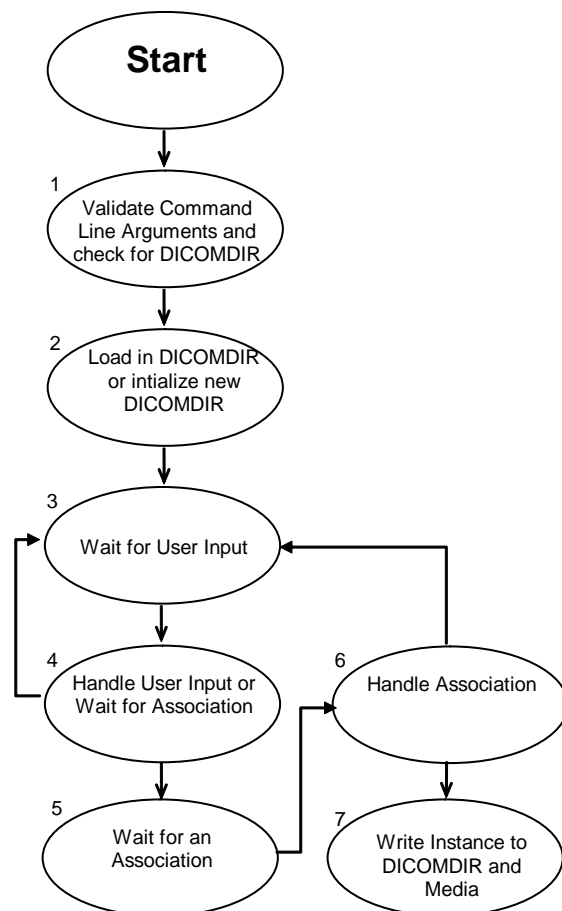 Start
1
Validate Command
Line Arguments and
check for DICOMDIR
2
Load in DICOMDIR
or intialize new
DICOMDIR
3
Wait for User Input
4
Handle User Input or
Wait for Association
6
Handle Association
5
Wait for an
Association
7
Write Instance to
DICOMDIR and
Media